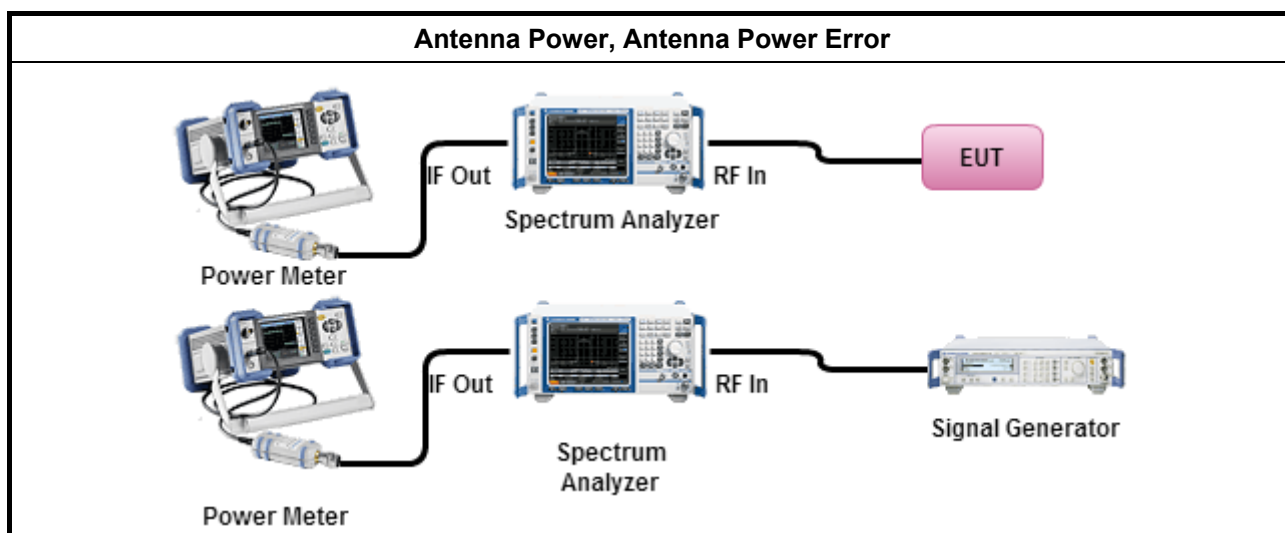 Antenna Power, Antenna Power Error
IF Out
RF In
EUT
Spectrum Analyzer
Power Meter
IF Out
RF In
Signal Generator
Spectrum
Analyzer
Power Meter